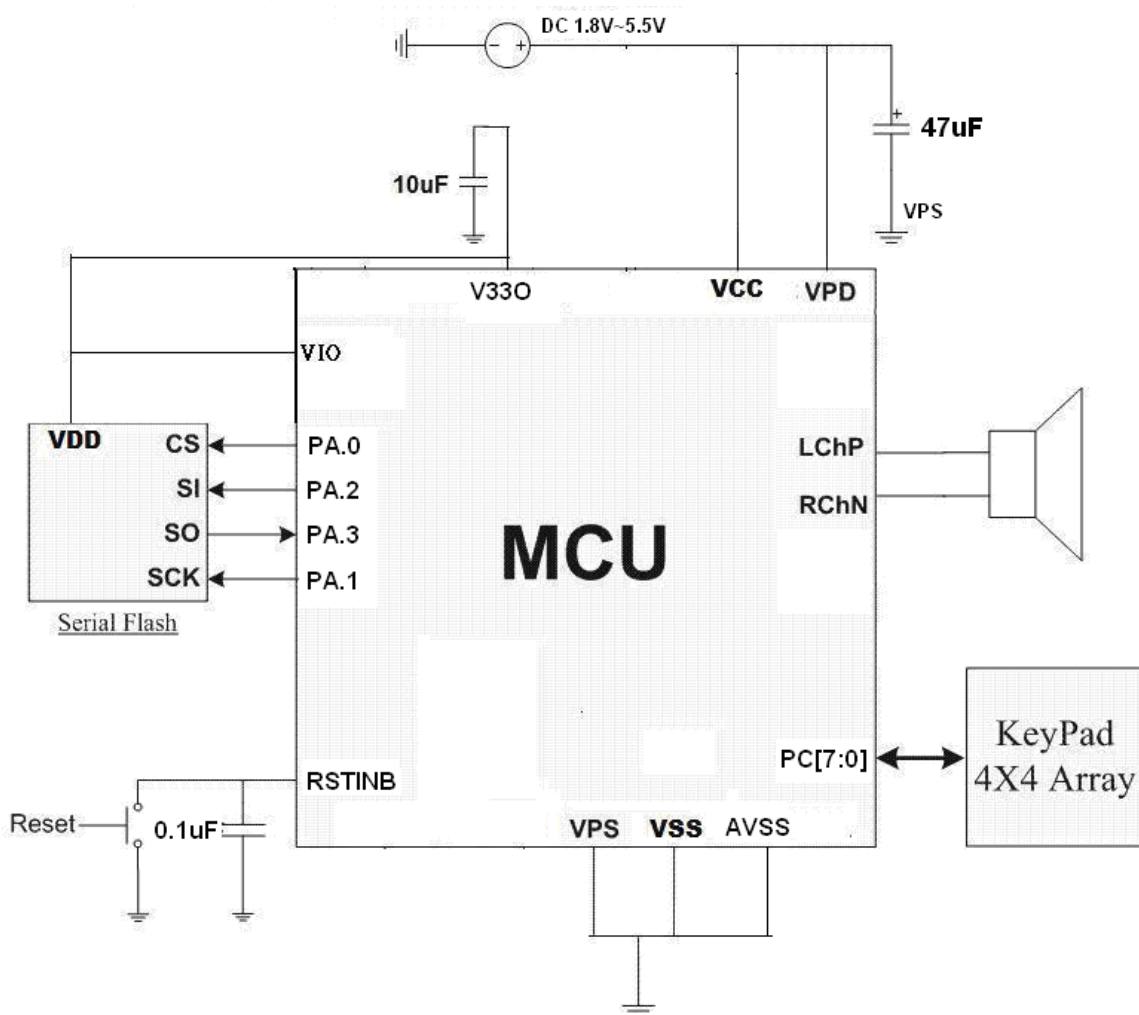 DC 1.8V~5.5V
+
47uF
10uF
VPS
V33O
VCC
VPD
VIO
VDD
CS
PA.0
LChP
SI
PA.2
RChN
SO
PA.3
MCU
SCK
PA.1
Serial Flash
KeyPad
4X4 Array
PC[7:0]
RSTINB
Reset
0.1uF
VPS
VSS
AVSS